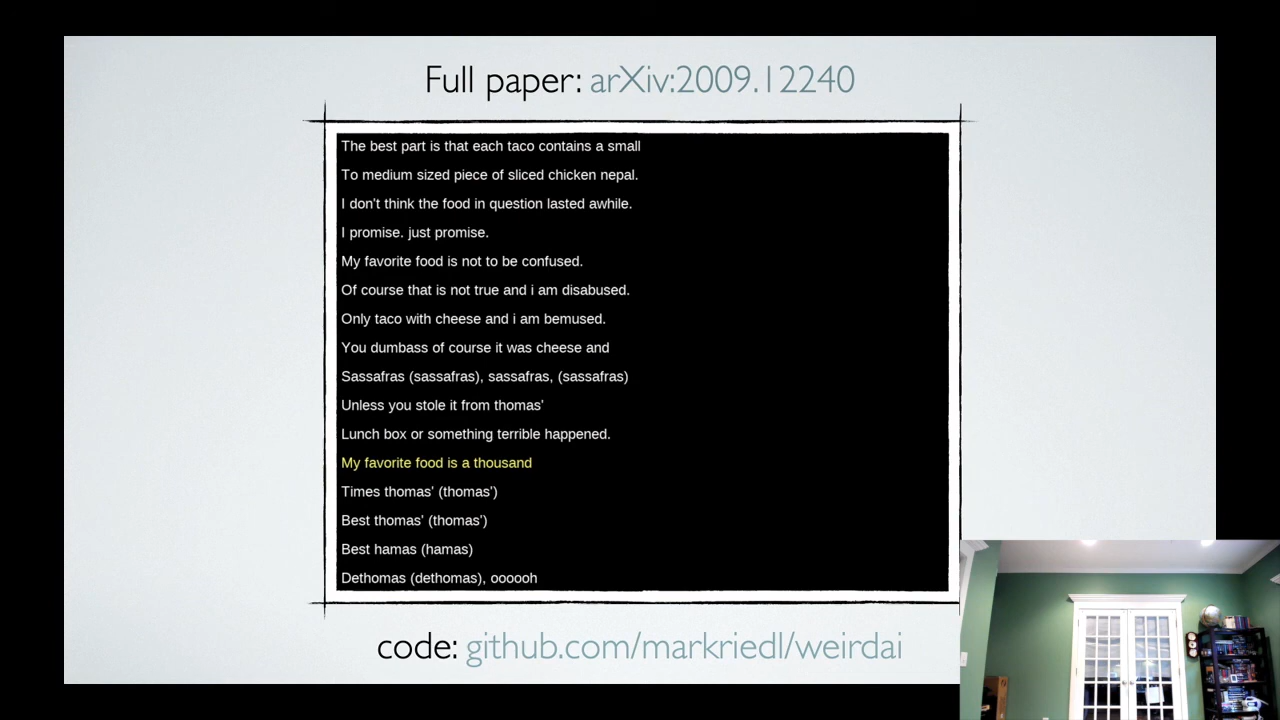 Full paper: arXiv:2009.12240
The best part is that each taco contains a small
To medium sized piece of sliced chicken nepal.
I don't think the food in question lasted awhile.
I promise. just promise.
My favorite food is not to be confused.
Of course that is not true and i am disabused.
Only taco with cheese and i am bemused.
You dumbass of course it was cheese and
Sassafras (sassafras), sassafras, (sassafras)
Unless you stole it from thomas'
Lunch box or something terrible happened.
My favorite food is a thousand
Times thomas' (thomas')
Best thomas' (thomas')
Best hamas (hamas)
Dethomas (dethomas), oooooh
code: github.com/markriedl/weirdai